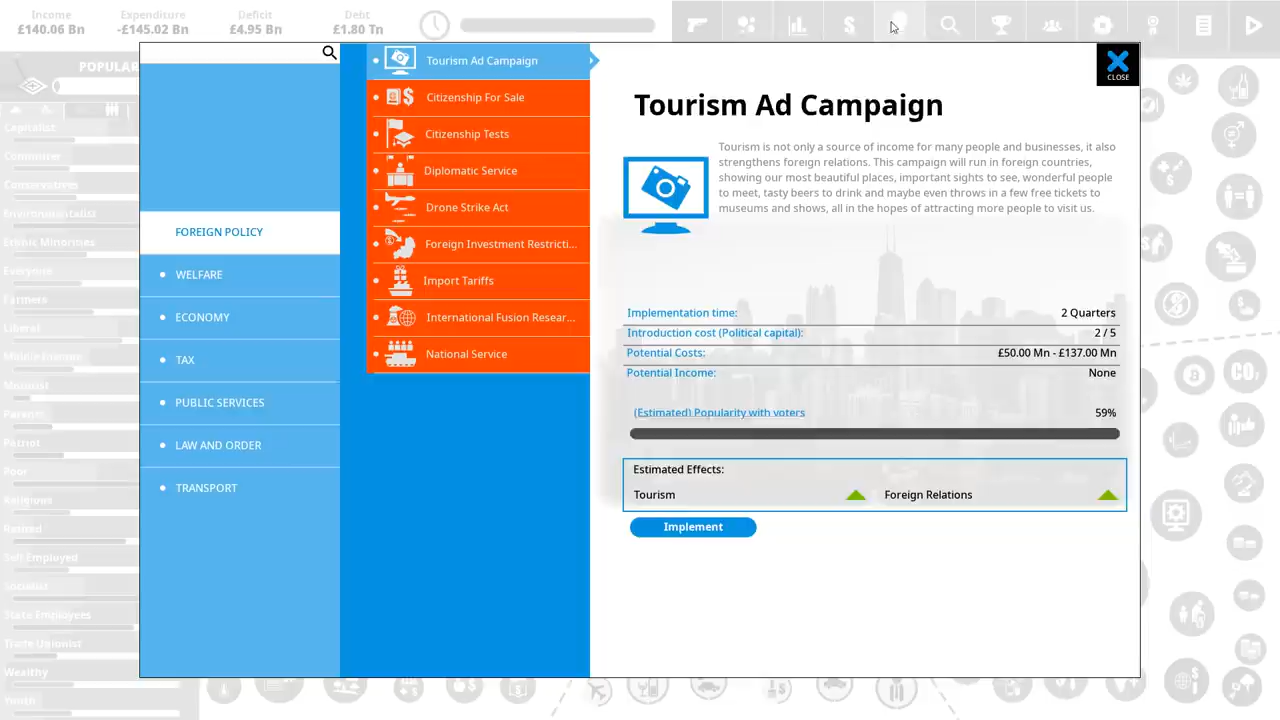 Income
£140.06 Bn
Expenditure
-£145.02 Bn
Deficit
£4.95 Bn
Debt
£1.80 Tn
POPULAR
Capitalist
Commuter
Conservatives
Environmentalist
Ethnic Minorities
Everyone
Farmers
Liberal
Middle Income
Motorist
Parents
Patriot
Poor
Religious
Retired
Self Employed
Socialist
State Employees
Trade Unionist
Wealthy
Youth
FOREIGN POLICY
WELFARE
ECONOMY
TAX
PUBLIC SERVICES
LAW AND ORDER
TRANSPORT
Tourism Ad Campaign
Citizenship For Sale
Citizenship Tests
Diplomatic Service
Drone Strike Act
Foreign Investment Restricti...
Import Tariffs
International Fusion Resear...
National Service
CLOSE
Tourism Ad Campaign
Tourism is not only a source of income for many people and businesses, it also
strengthens foreign relations. This campaign will run in foreign countries,
showing our most beautiful places, important sights to see, wonderful people
to meet, tasty beers to drink and maybe even throws in a few free tickets to
museums and shows, all in the hopes of attracting more people to visit us.
Implementation time: 2 Quarters
Introduction cost (Political capital): 2 / 5
Potential Costs: £50.00 Mn - £137.00 Mn
Potential Income: None
(Estimated) Popularity with voters 59%
Estimated Effects:
Tourism Foreign Relations
Implement
CO₂